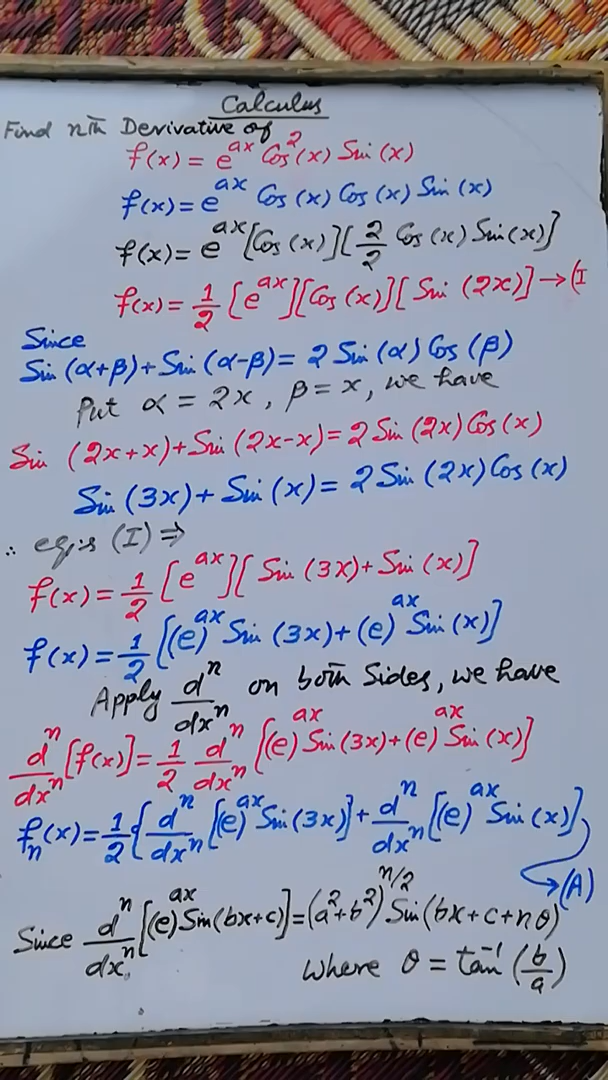 Calculus
Find nth Derivative of
f(x) = e^{ax} Cos^2(x) Sin(x)
f(x) = e^{ax} Cos(x) Cos(x) Sin(x)
f(x) = e^{ax} [Cos(x)] [2/2 Cos(x) Sin(x)]
f(x) = 1/2 [e^{ax}] [Cos(x)] [Sin(2x)] → (I
Since
Sin(α+β) + Sin(α-β) = 2 Sin(α) Cos(β)
Put α = 2x, β = x, we have
Sin (2x+x) + Sin(2x-x) = 2 Sin(2x) Cos(x)
Sin(3x) + Sin(x) = 2 Sin(2x) Cos(x)
∴ eq:s (I) ⇒
f(x) = 1/2 [e^{ax}] [Sin(3x) + Sin(x)]
f(x) = 1/2 [(e)^{ax} Sin(3x) + (e)^{ax} Sin(x)]
Apply d^n/dx^n on both Sides, we have
d^n/dx^n [f(x)] = 1/2 d^n/dx^n [(e)^{ax} Sin(3x) + (e)^{ax} Sin(x)]
f_n(x) = 1/2 { d^n/dx^n [(e)^{ax} Sin(3x)] + d^n/dx^n [(e)^{ax} Sin(x)]
→ (A)
Since d^n/dx^n [(e)^{ax} Sin(bx+c)] = (a^2+b^2)^{n/2} Sin(bx+c+nθ)
where θ = tan^{-1}(b/a)